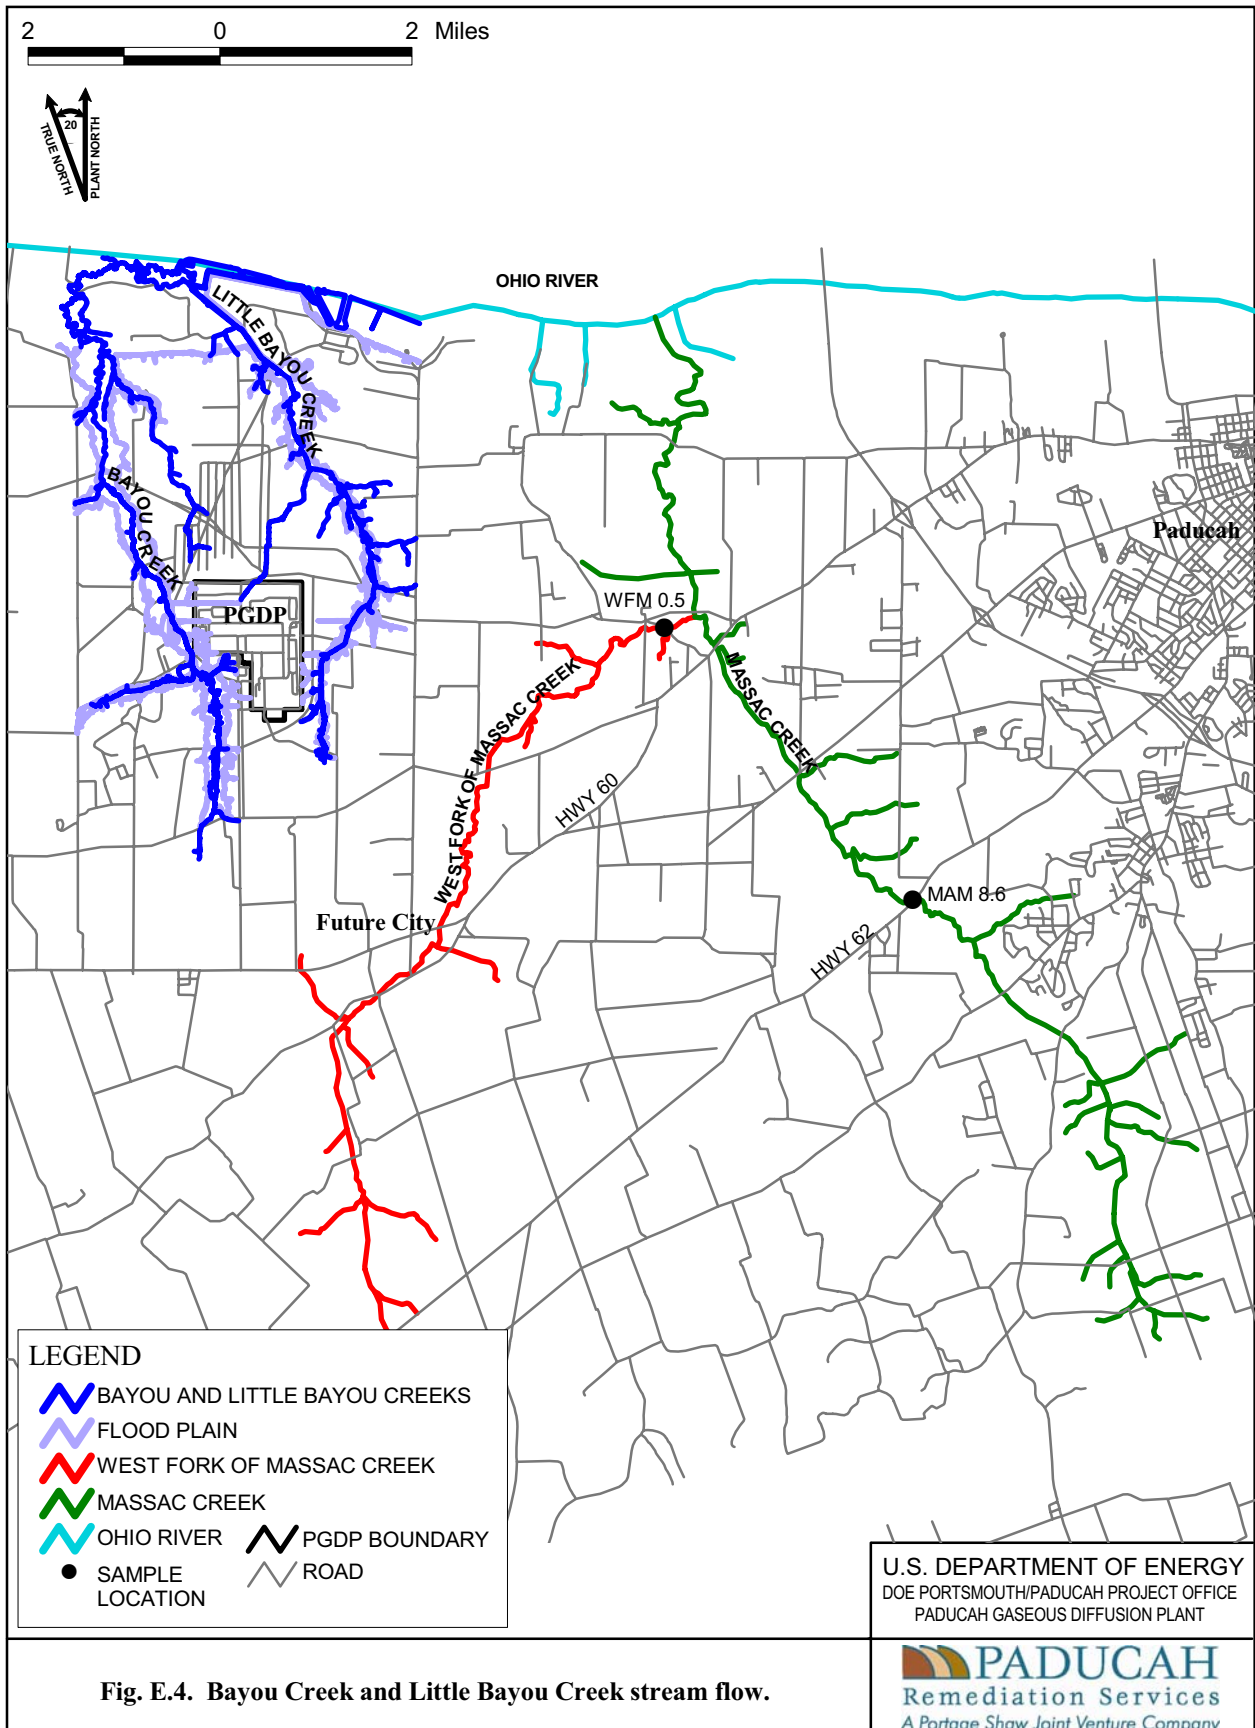 2 0 2 Miles
20
TRUE NORTH
PLANT NORTH
OHIO RIVER
LITTLE BAYOU CREEK
BAYOU CREEK
Paducah
WFM 0.5
PGDP
MASSAC CREEK
WEST FORK OF MASSAC CREEK
HWY 60
MAM 8.6
Future City
HWY 62
LEGEND
BAYOU AND LITTLE BAYOU CREEKS
FLOOD PLAIN
WEST FORK OF MASSAC CREEK
MASSAC CREEK
OHIO RIVER
PGDP BOUNDARY
SAMPLE
LOCATION
ROAD
U.S. DEPARTMENT OF ENERGY
DOE PORTSMOUTH/PADUCAH PROJECT OFFICE
PADUCAH GASEOUS DIFFUSION PLANT
Fig. E.4. Bayou Creek and Little Bayou Creek stream flow.
PADUCAH
Remediation Services
A Portage Shaw Joint Venture Company